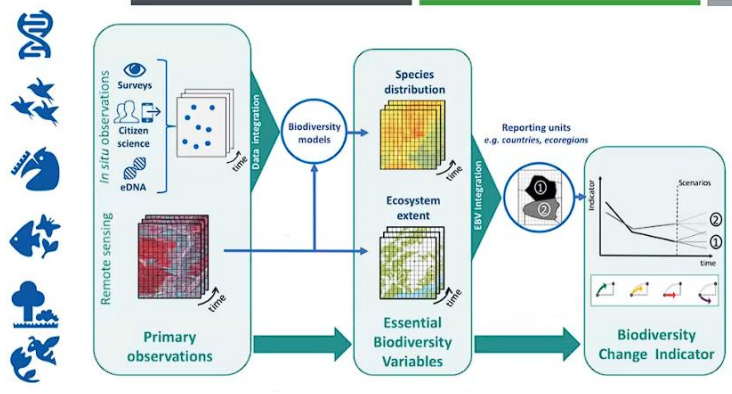 In situ observations
Surveys
Citizen
science
eDNA
time
Remote sensing
time
Primary
observations
Data integration
Biodiversity
models
Species
distribution
time
Ecosystem
extent
time
Essential
Biodiversity
Variables
EBV Integration
Reporting units
e.g. countries, ecoregions
1
2
Indicator
Scenarios
2
1
time
Biodiversity
Change Indicator